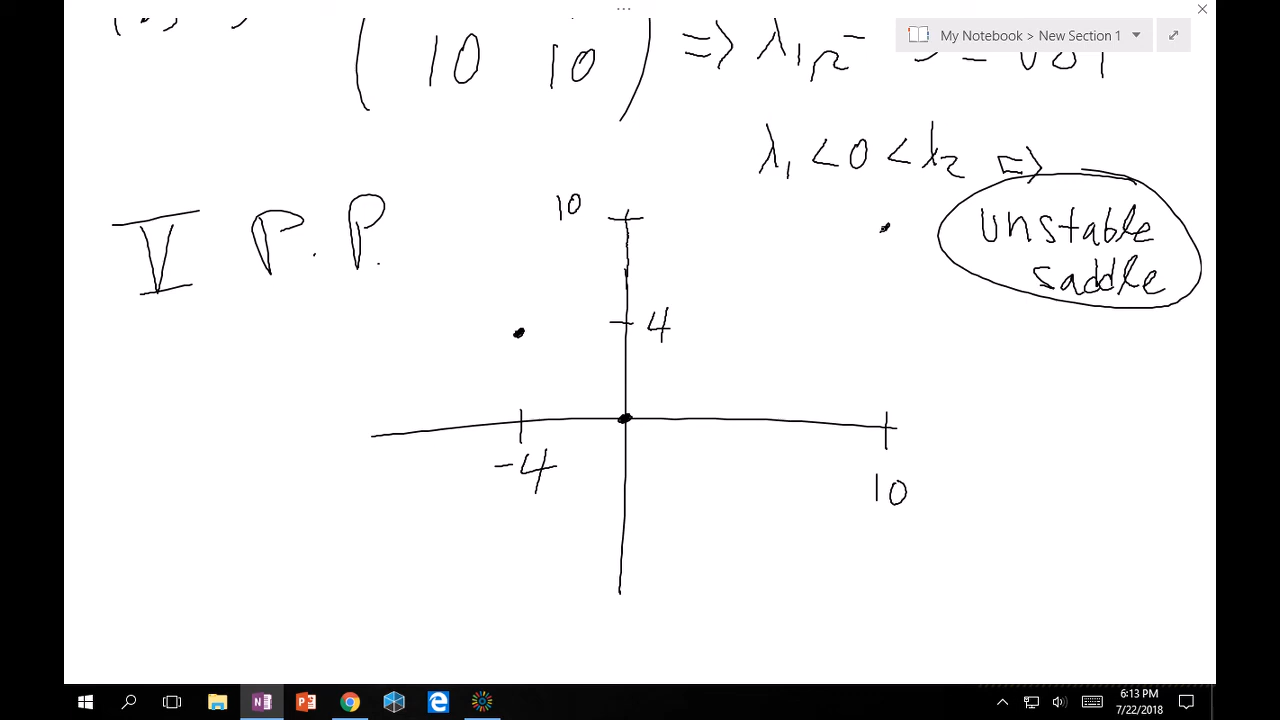 My Notebook > New Section 1
10 10 => λ1,2 =
λ1 < 0 < λ2 =>
unstable
saddle
V P. P.
10
4
-4
10
6:13 PM
7/22/2018